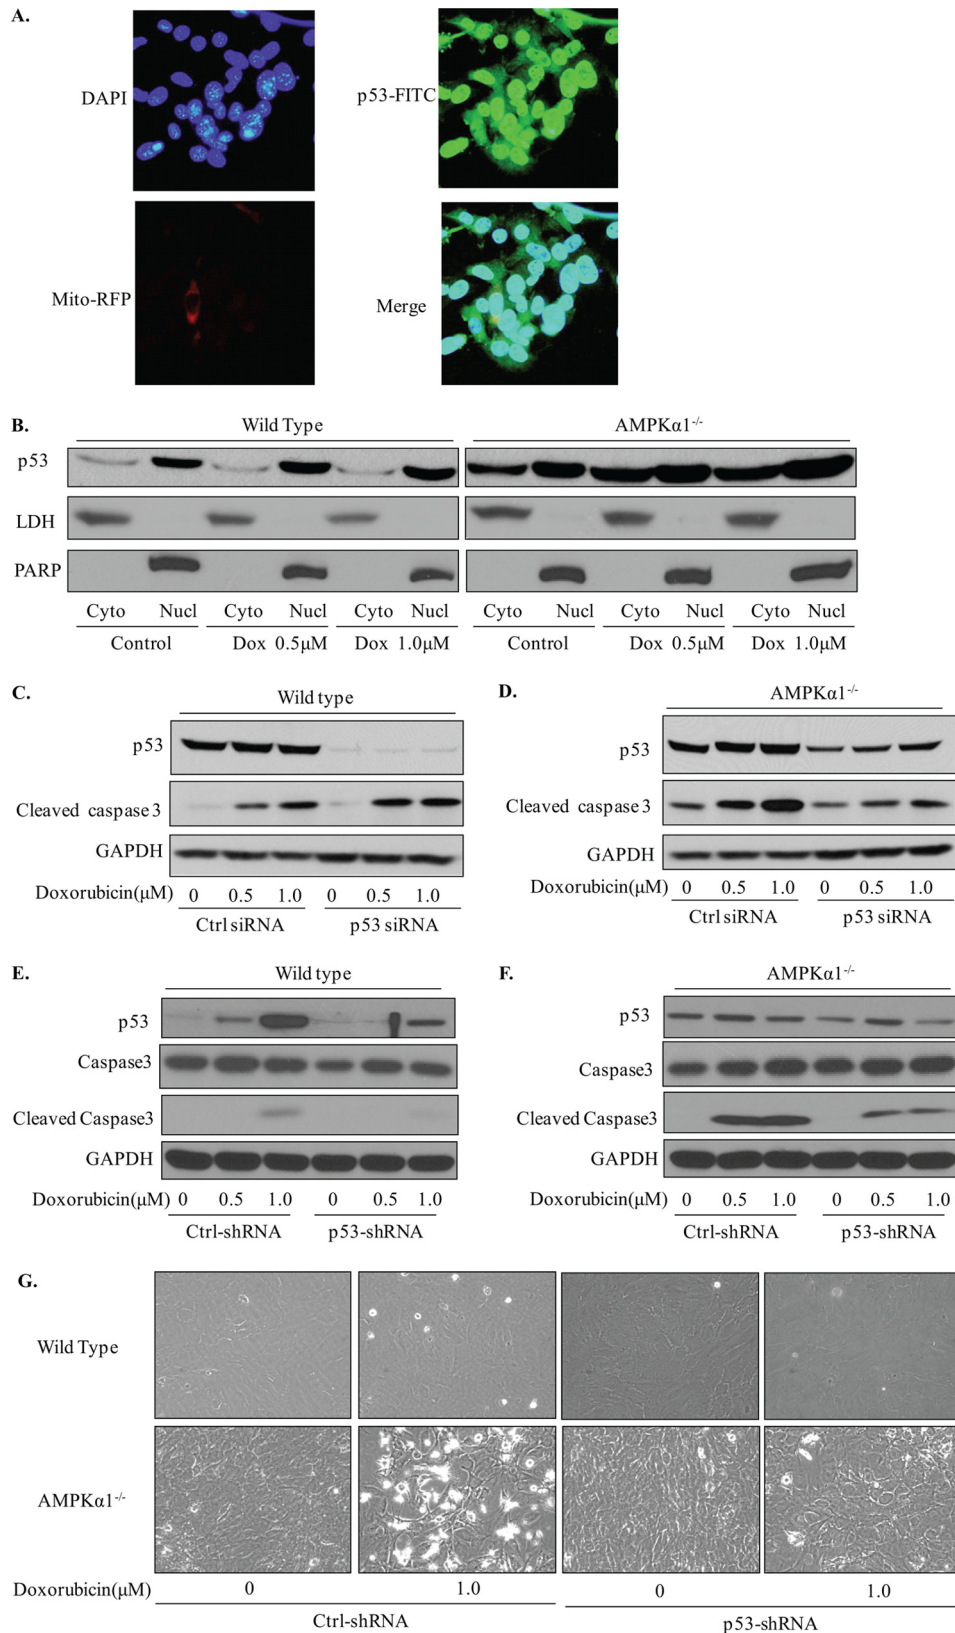 A.
DAPI
p53-FITC
Mito-RFP
Merge
B.
Wild Type
AMPKα1-/-
p53
LDH
PARP
Cyto Nucl Cyto Nucl Cyto Nucl Cyto Nucl Cyto Nucl Cyto Nucl
Control Dox 0.5μM Dox 1.0μM Control Dox 0.5μM Dox 1.0μM
C.
Wild type
p53
Cleaved caspase 3
GAPDH
Doxorubicin(μM) 0 0.5 1.0 0 0.5 1.0
Ctrl siRNA p53 siRNA
D.
AMPKα1-/-
p53
Cleaved caspase 3
GAPDH
Doxorubicin(μM) 0 0.5 1.0 0 0.5 1.0
Ctrl siRNA p53 siRNA
E.
Wild type
p53
Caspase3
Cleaved Caspase3
GAPDH
Doxorubicin(μM) 0 0.5 1.0 0 0.5 1.0
Ctrl-shRNA p53-shRNA
F.
AMPKα1-/-
p53
Caspase3
Cleaved Caspase3
GAPDH
Doxorubicin(μM) 0 0.5 1.0 0 0.5 1.0
Ctrl-shRNA p53-shRNA
G.
Wild Type
AMPKα1-/-
Doxorubicin(μM) 0 1.0 0 1.0
Ctrl-shRNA p53-shRNA